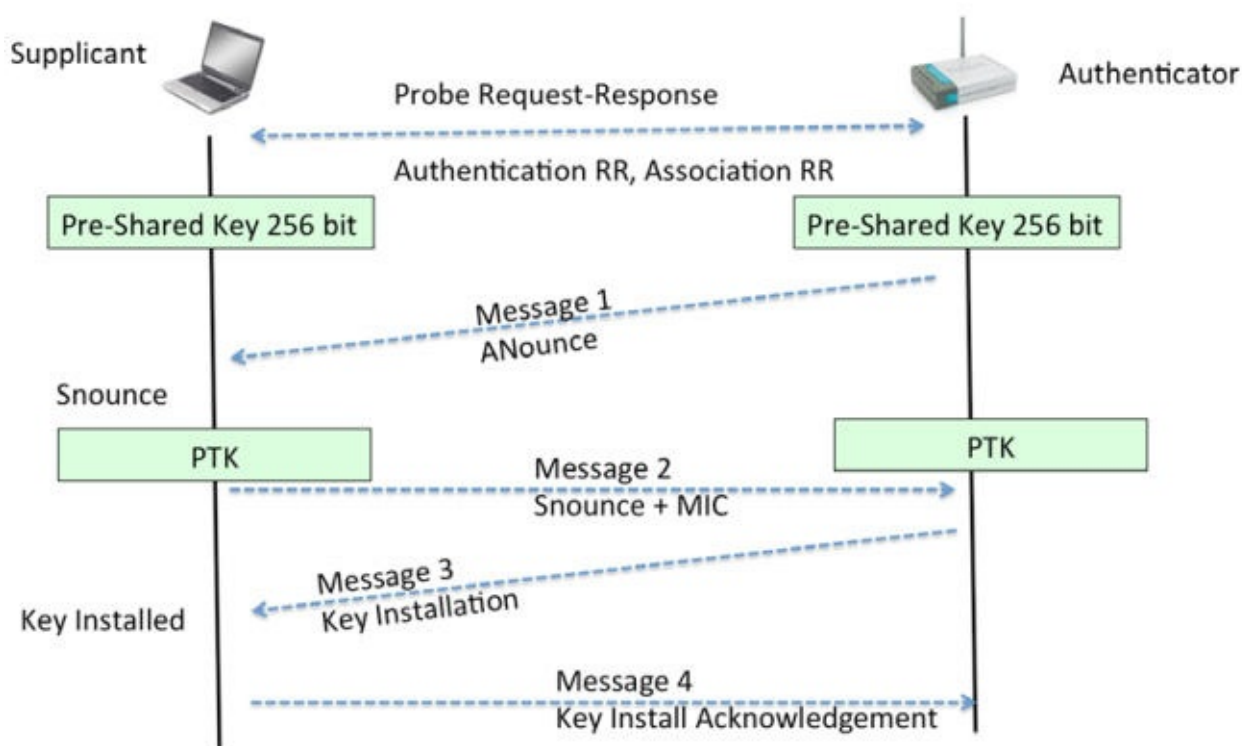 Supplicant
Authenticator
Probe Request-Response
Authentication RR, Association RR
Pre-Shared Key 256 bit
Pre-Shared Key 256 bit
Message 1
ANounce
Snounce
PTK
PTK
Message 2
Snounce + MIC
Message 3
Key Installation
Key Installed
Message 4
Key Install Acknowledgement